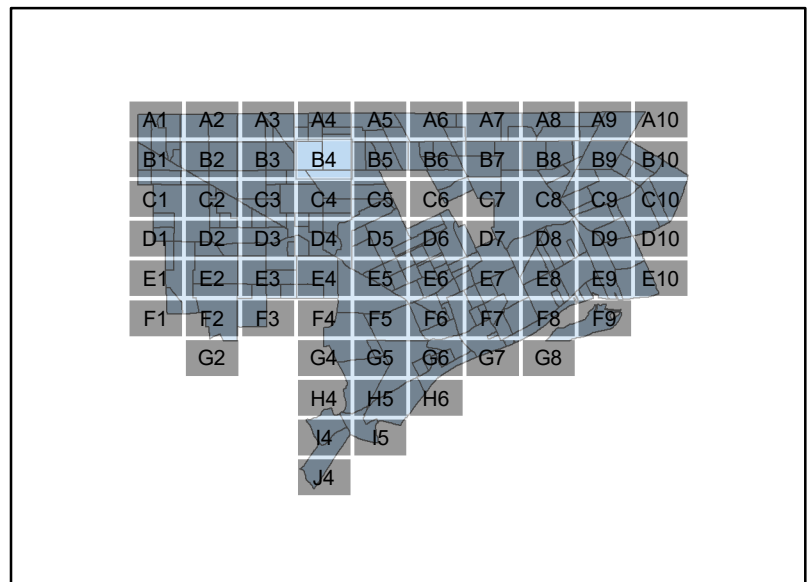 A1 A2 A3 A4 A5 A6 A7 A8 A9 A10
B1 B2 B3 B4 B5 B6 B7 B8 B9 B10
C1 C2 C3 C4 C5 C6 C7 C8 C9 C10
D1 D2 D3 D4 D5 D6 D7 D8 D9 D10
E1 E2 E3 E4 E5 E6 E7 E8 E9 E10
F1 F2 F3 F4 F5 F6 F7 F8 F9
G2 G4 G5 G6 G7 G8
H4 H5 H6
I4 I5
J4